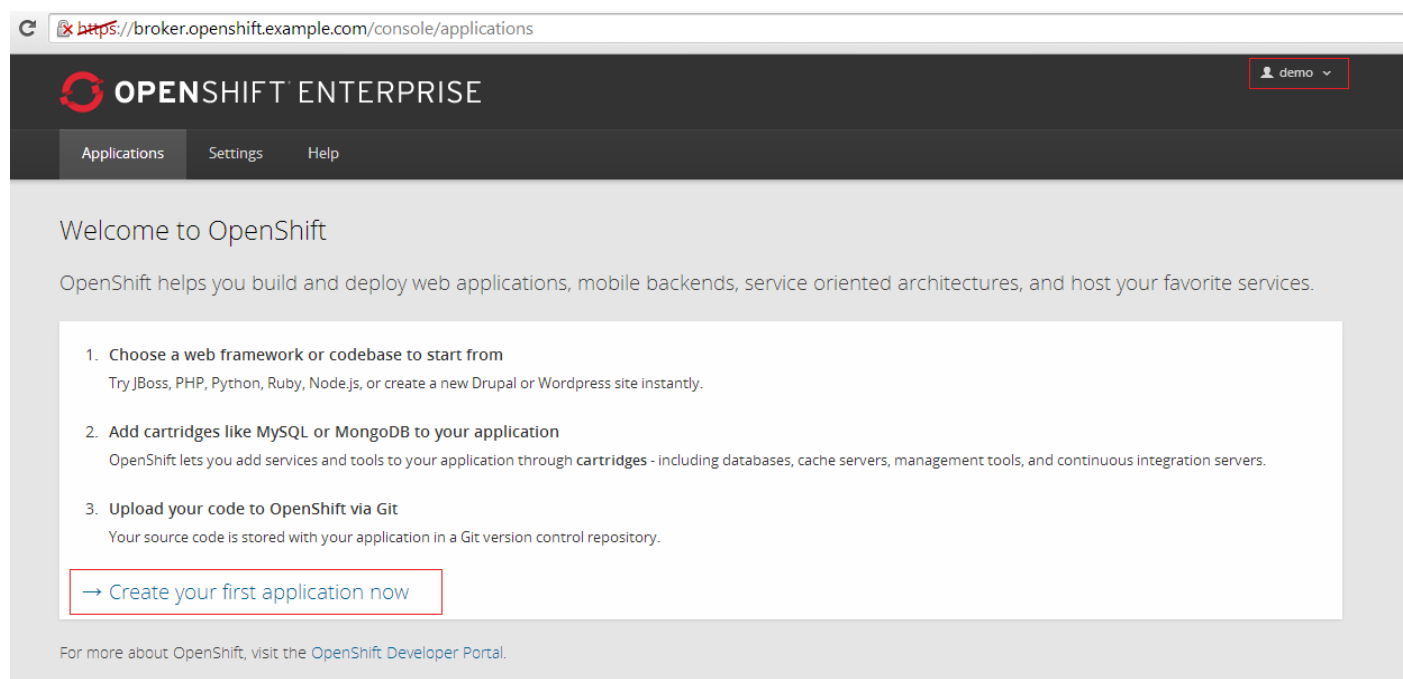 https://broker.openshift.example.com/console/applications
demo
OPENSHIFT ENTERPRISE
Applications Settings Help
Welcome to OpenShift
OpenShift helps you build and deploy web applications, mobile backends, service oriented architectures, and host your favorite services.
1. Choose a web framework or codebase to start from
Try JBoss, PHP, Python, Ruby, Node.js, or create a new Drupal or Wordpress site instantly.
2. Add cartridges like MySQL or MongoDB to your application
OpenShift lets you add services and tools to your application through cartridges - including databases, cache servers, management tools, and continuous integration servers.
3. Upload your code to OpenShift via Git
Your source code is stored with your application in a Git version control repository.
→ Create your first application now
For more about OpenShift, visit the OpenShift Developer Portal.